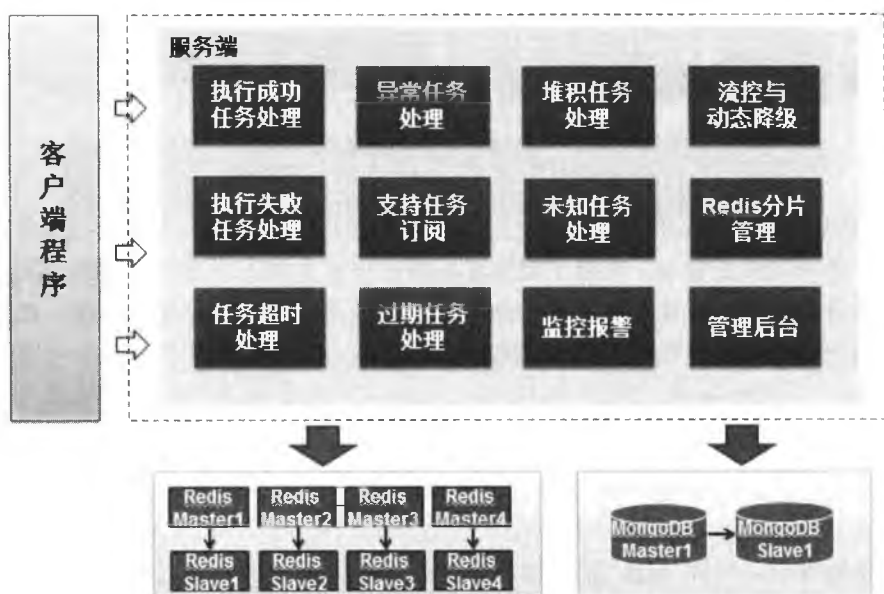 服务端
客户端程序
执行成功
任务处理
异常任务
处理
堆积任务
处理
流控与
动态降级
执行失败
任务处理
支持任务
订阅
未知任务
处理
Redis分片
管理
任务超时
处理
过期任务
处理
监控报警
管理后台
Redis
Master1
Redis
Master2
Redis
Master3
Redis
Master4
Redis
Slave1
Redis
Slave2
Redis
Slave3
Redis
Slave4
MongoDB
Master1
MongoDB
Slave1